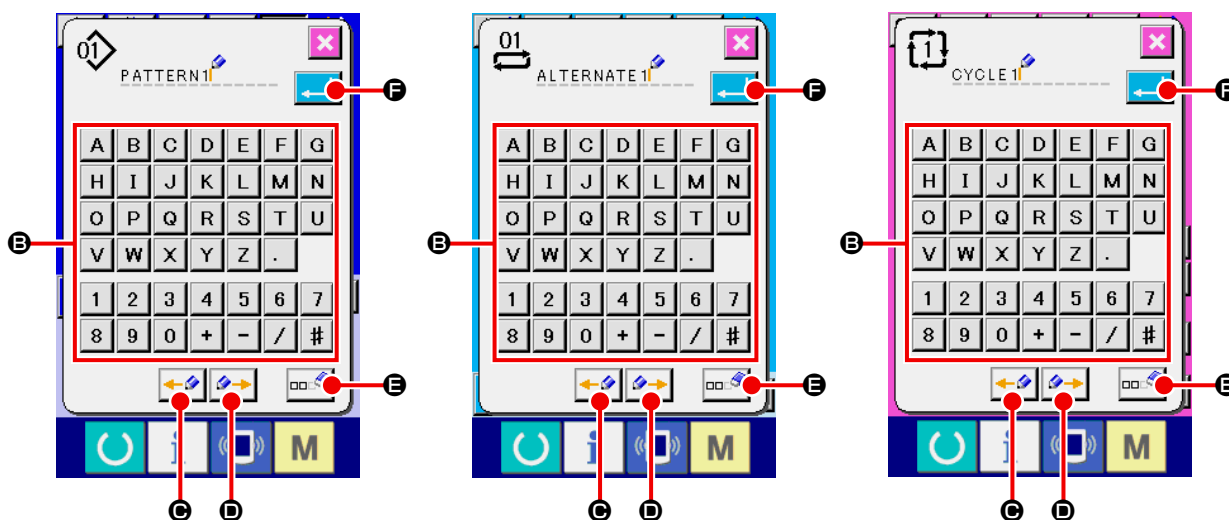 01
PATTERN1
F
A B C D E F G
H I J K L M N
O P Q R S T U
B
V W X Y Z .
1 2 3 4 5 6 7
8 9 0 + - / #
E
i M
C D
01
ALTERNATE1
F
A B C D E F G
H I J K L M N
O P Q R S T U
B
V W X Y Z .
1 2 3 4 5 6 7
8 9 0 + - / #
E
i M
C D
1
CYCLE1
F
A B C D E F G
H I J K L M N
O P Q R S T U
B
V W X Y Z .
1 2 3 4 5 6 7
8 9 0 + - / #
E
i M
C D